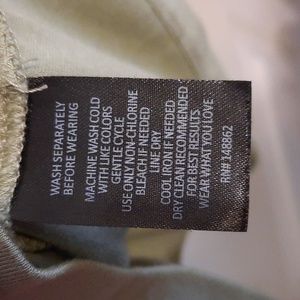 WASH SEPARATELY
BEFORE WEARING
MACHINE WASH COLD
WITH LIKE COLORS
GENTLE CYCLE
USE ONLY NON-CHLORINE
BLEACH IF NEEDED
LINE DRY
COOL IRON IF NEEDED
DRY CLEAN RECOMMENDED
FOR BEST RESULTS
WEAR WHAT YOU LOVE
RN# 148862